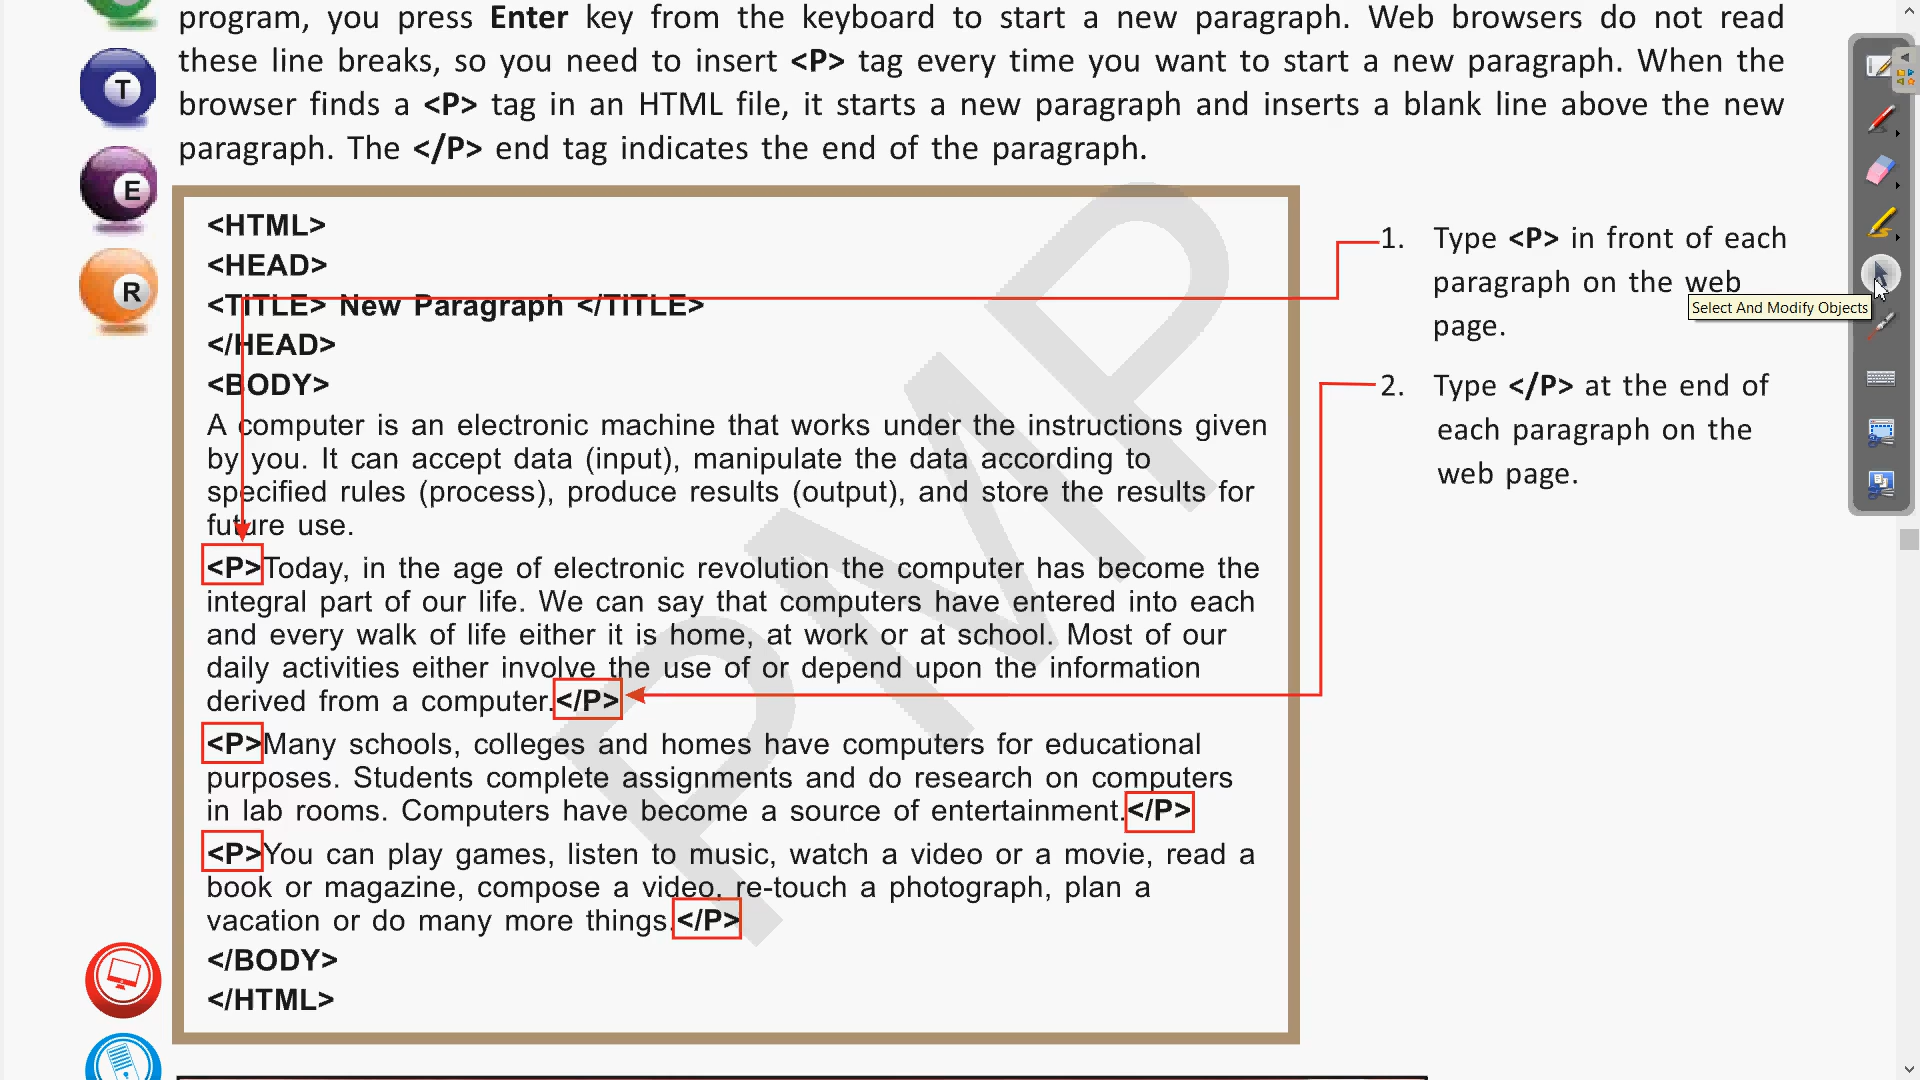 program, you press Enter key from the keyboard to start a new paragraph. Web browsers do not read
these line breaks, so you need to insert <P> tag every time you want to start a new paragraph. When the
browser finds a <P> tag in an HTML file, it starts a new paragraph and inserts a blank line above the new
paragraph. The </P> end tag indicates the end of the paragraph.
T
E
R
<HTML>
<HEAD>
<TITLE> New Paragraph </TITLE>
</HEAD>
<BODY>
A computer is an electronic machine that works under the instructions given
by you. It can accept data (input), manipulate the data according to
specified rules (process), produce results (output), and store the results for
future use.
<P>Today, in the age of electronic revolution the computer has become the
integral part of our life. We can say that computers have entered into each
and every walk of life either it is home, at work or at school. Most of our
daily activities either involve the use of or depend upon the information
derived from a computer.</P>
<P>Many schools, colleges and homes have computers for educational
purposes. Students complete assignments and do research on computers
in lab rooms. Computers have become a source of entertainment.</P>
<P>You can play games, listen to music, watch a video or a movie, read a
book or magazine, compose a video, re-touch a photograph, plan a
vacation or do many more things.</P>
</BODY>
</HTML>
PMP
1. Type <P> in front of each
paragraph on the web
page.
2. Type </P> at the end of
each paragraph on the
web page.
Select And Modify Objects